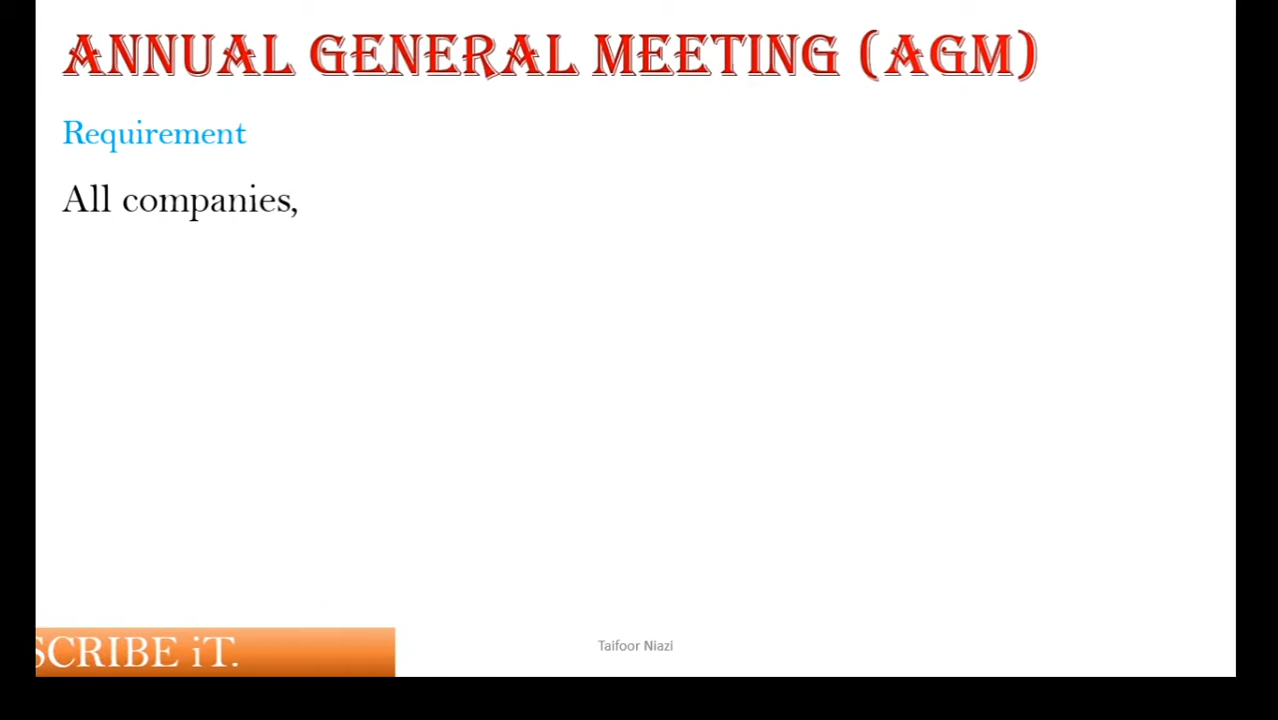 ANNUAL GENERAL MEETING (AGM)
Requirement
All companies,
SCRIBE iT.
Taifoor Niazi